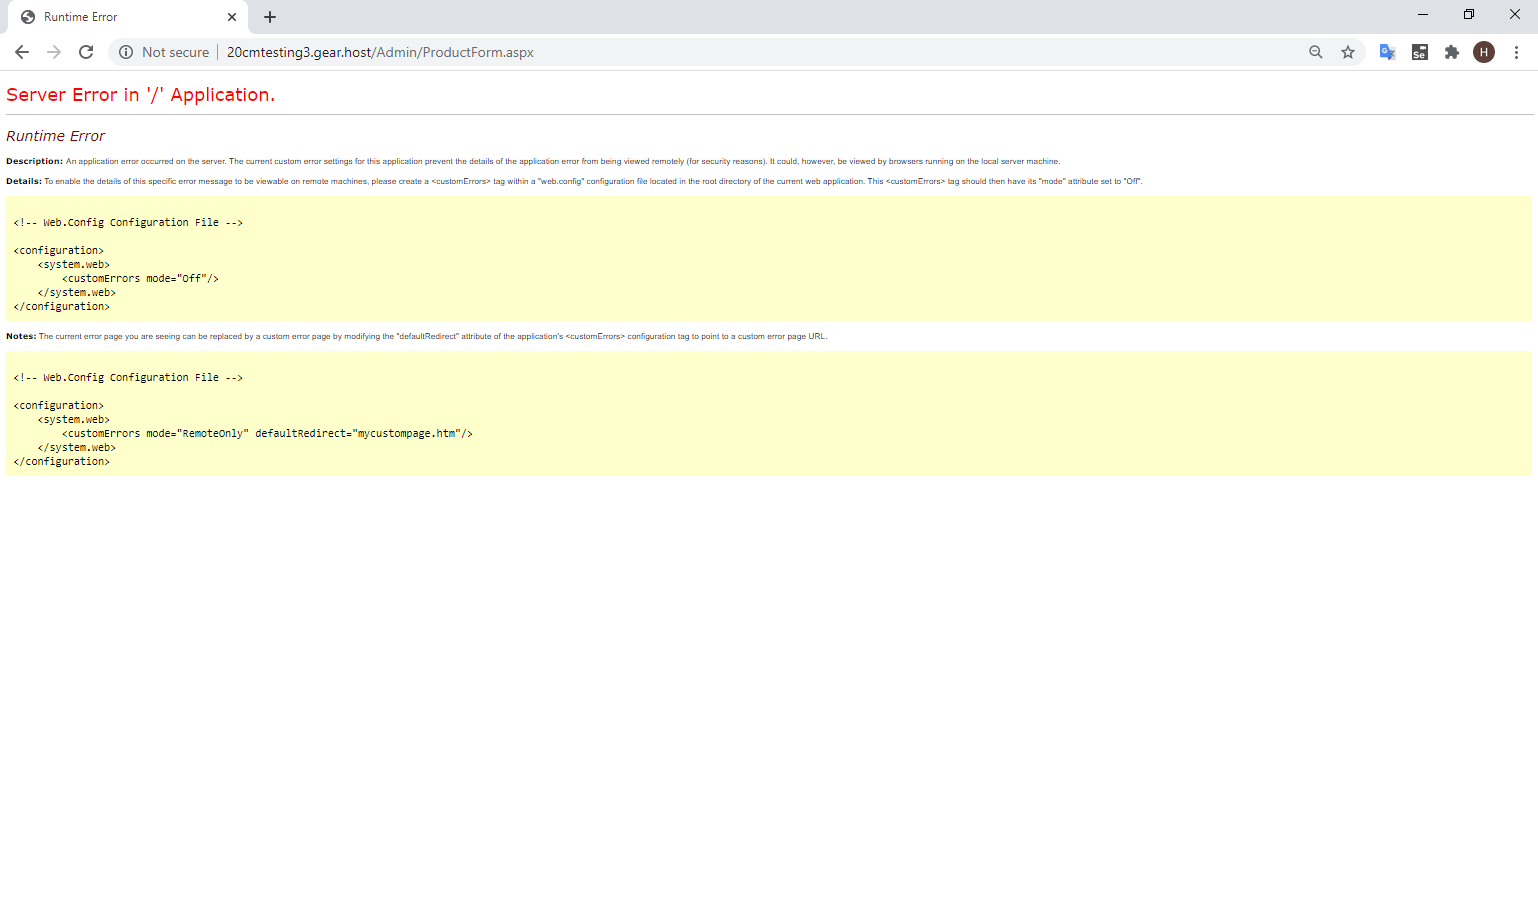 Runtime Error
Not secure
20cmtesting3.gear.host/Admin/ProductForm.aspx
Se
H
Server Error in '/' Application.
Runtime Error
Description: An application error occurred on the server. The current custom error settings for this application prevent the details of the application error from being viewed remotely (for security reasons). It could, however, be viewed by browsers running on the local server machine.
Details: To enable the details of this specific error message to be viewable on remote machines, please create a <customErrors> tag within a "web.config" configuration file located in the root directory of the current web application. This <customErrors> tag should then have its "mode" attribute set to "Off".
<!-- Web.Config Configuration File -->
<configuration>
    <system.web>
        <customErrors mode="Off"/>
    </system.web>
</configuration>
Notes: The current error page you are seeing can be replaced by a custom error page by modifying the "defaultRedirect" attribute of the application's <customErrors> configuration tag to point to a custom error page URL.
<!-- Web.Config Configuration File -->
<configuration>
    <system.web>
        <customErrors mode="RemoteOnly" defaultRedirect="mycustompage.htm"/>
    </system.web>
</configuration>